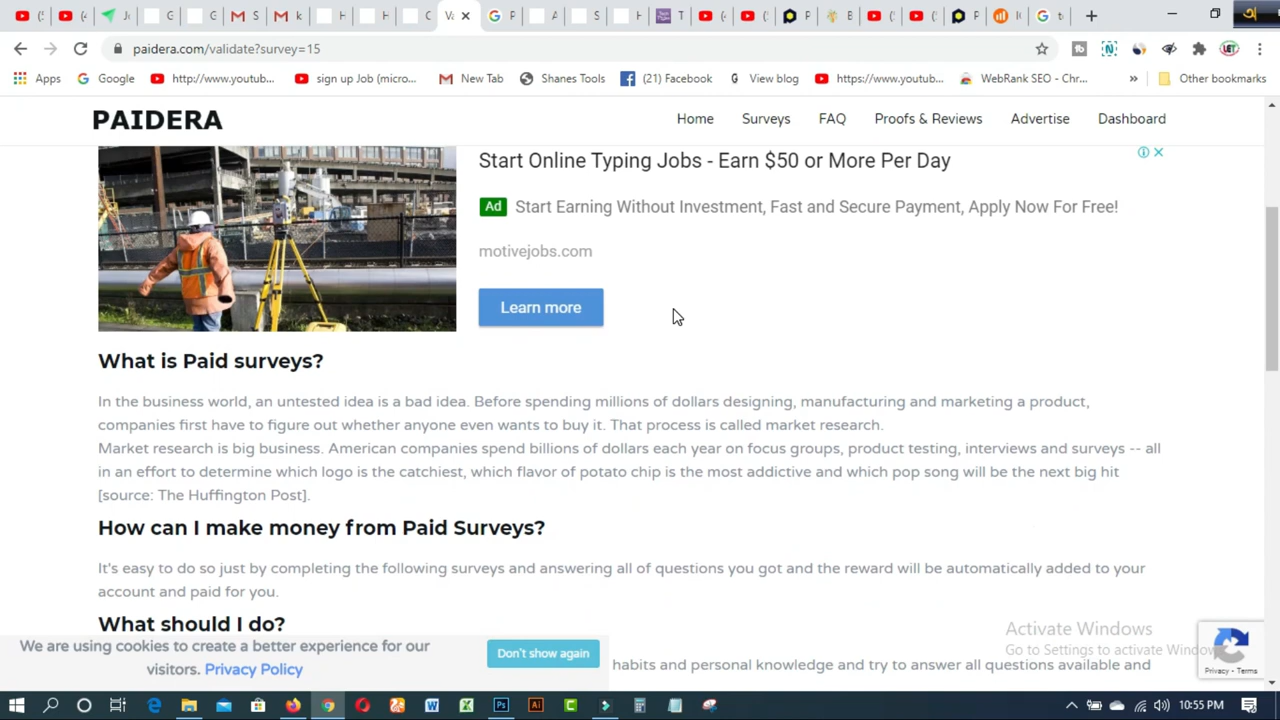 paidera.com/validate?survey=15
Apps
Google
http://www.youtub...
sign up Job (micro...
New Tab
Shanes Tools
(21) Facebook
View blog
https://www.youtub...
WebRank SEO - Chr...
»
Other bookmarks
PAIDERA
Home
Surveys
FAQ
Proofs & Reviews
Advertise
Dashboard
Start Online Typing Jobs - Earn $50 or More Per Day
Ad Start Earning Without Investment, Fast and Secure Payment, Apply Now For Free!
motivejobs.com
Learn more
What is Paid surveys?
In the business world, an untested idea is a bad idea. Before spending millions of dollars designing, manufacturing and marketing a product,
companies first have to figure out whether anyone even wants to buy it. That process is called market research.
Market research is big business. American companies spend billions of dollars each year on focus groups, product testing, interviews and surveys -- all
in an effort to determine which logo is the catchiest, which flavor of potato chip is the most addictive and which pop song will be the next big hit
[source: The Huffington Post].
How can I make money from Paid Surveys?
It's easy to do so just by completing the following surveys and answering all of questions you got and the reward will be automatically added to your
account and paid for you.
What should I do?
We are using cookies to create a better experience for our
visitors. Privacy Policy
Don't show again
habits and personal knowledge and try to answer all questions available and
Activate Windows
Go to Settings to activate Windows
Privacy - Terms
10:55 PM